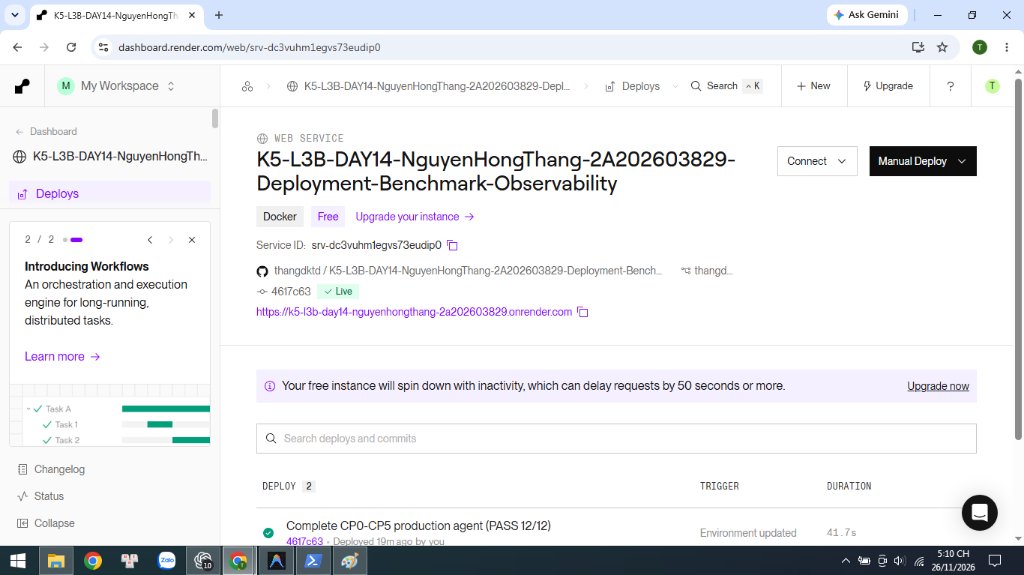 K5-L3B-DAY14-NguyenHongTh
Ask Gemini
dashboard.render.com/web/srv-dc3vuhm1egvs73eudip0
T
M My Workspace
K5-L3B-DAY14-NguyenHongThang-2A202603829-Depl...
Deploys
Search ^ K
+ New
Upgrade
?
T
← Dashboard
K5-L3B-DAY14-NguyenHongTh...
Deploys
2 / 2
Introducing Workflows
An orchestration and execution
engine for long-running,
distributed tasks.
Learn more →
Task A
Task 1
Task 2
Changelog
Status
Collapse
WEB SERVICE
K5-L3B-DAY14-NguyenHongThang-2A202603829-
Deployment-Benchmark-Observability
Connect
Manual Deploy
Docker Free Upgrade your instance →
Service ID: srv-dc3vuhm1egvs73eudip0
thangdktd / K5-L3B-DAY14-NguyenHongThang-2A202603829-Deployment-Bench... thangd...
4617c63 Live
https://k5-l3b-day14-nguyenhongthang-2a202603829.onrender.com
Your free instance will spin down with inactivity, which can delay requests by 50 seconds or more.
Upgrade now
Search deploys and commits
DEPLOY 2 TRIGGER DURATION
Complete CP0-CP5 production agent (PASS 12/12)
4617c63 • Deployed 19m ago by you
Environment updated
41.7s
Zalo
10
5:10 CH
26/11/2026